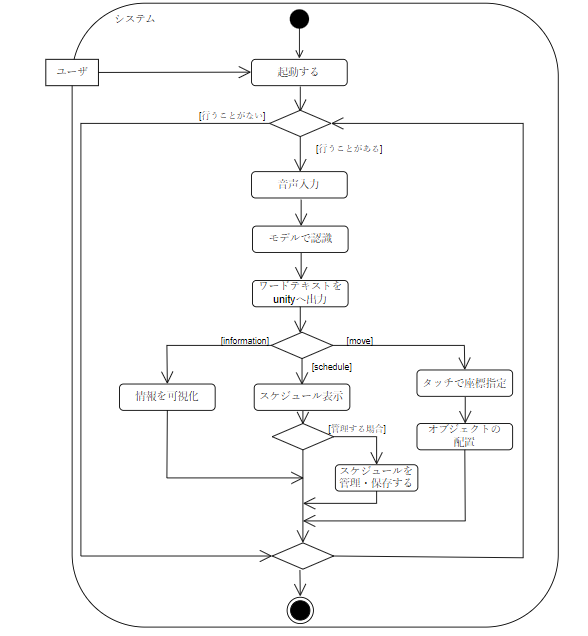 システム
ユーザ
起動する
[行うことがない]
[行うことがある]
音声入力
モデルで認識
ワードテキストを
unityへ出力
[information]
[move]
[schedule]
情報を可視化
スケジュール表示
タッチで座標指定
[管理する場合]
オブジェクトの
配置
スケジュールを
管理・保存する